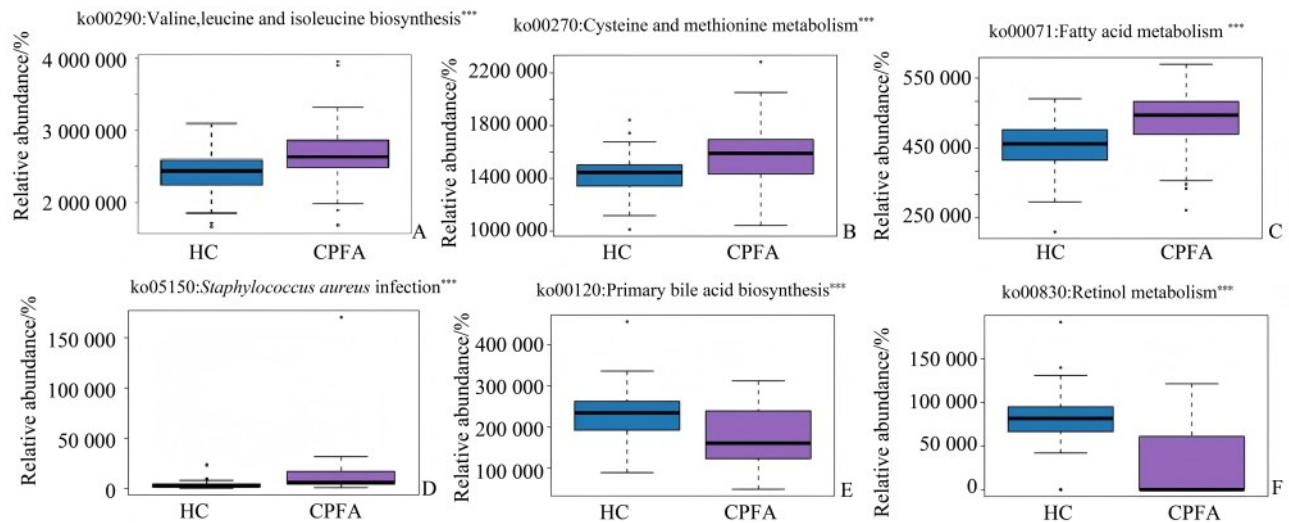 ko00290:Valine,leucine and isoleucine biosynthesis***
Relative abundance/%
4 000 000
3 000 000
2 000 000
HC
CPFA
A
ko00270:Cysteine and methionine metabolism***
Relative abundance/%
2200 000
1800 000
1400 000
1000 000
HC
CPFA
B
ko00071:Fatty acid metabolism ***
Relative abundance/%
550 000
450 000
250 000
HC
CPFA
C
ko05150:Staphylococcus aureus infection***
Relative abundance/%
150 000
100 000
50 000
0
HC
CPFA
D
ko00120:Primary bile acid biosynthesis***
Relative abundance/%
400 000
300 000
200 000
100 000
HC
CPFA
E
ko00830:Retinol metabolism***
Relative abundance/%
150 000
100 000
50 000
0
HC
CPFA
F